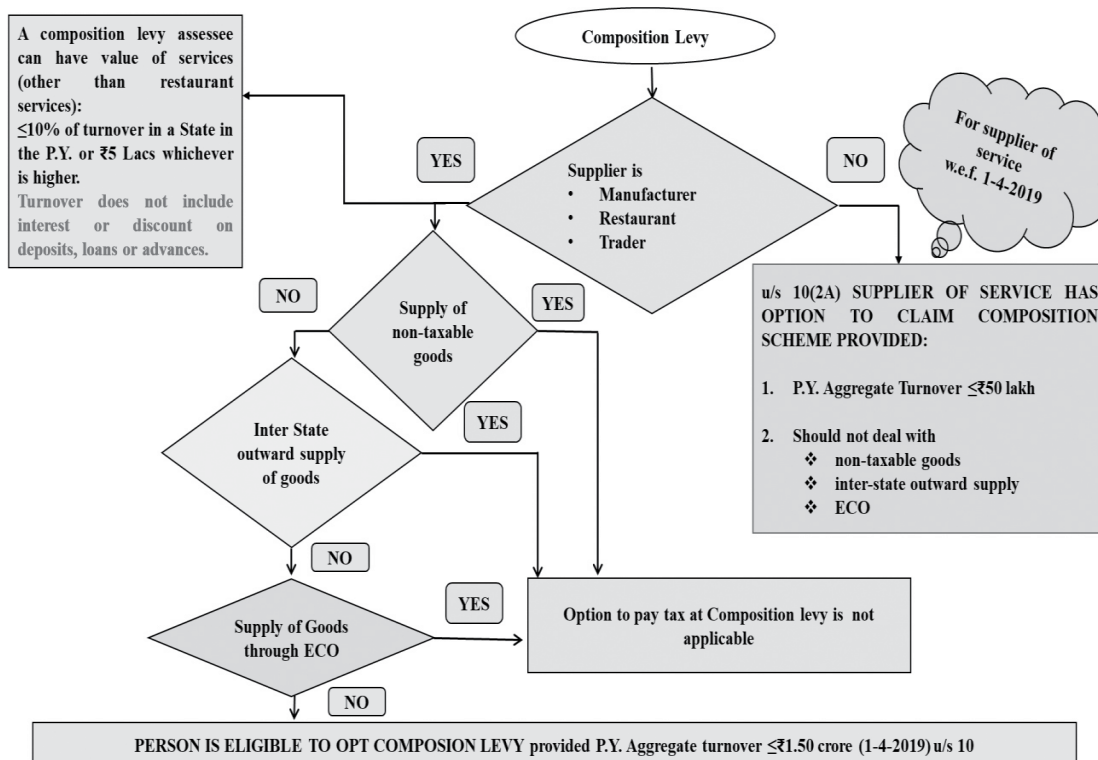 Composition Levy
A composition levy assessee
can have value of services
(other than restaurant
services):
≤10% of turnover in a State in
the P.Y. or ₹5 Lacs whichever
is higher.
Turnover does not include
interest or discount on
deposits, loans or advances.
YES
Supplier is
• Manufacturer
• Restaurant
• Trader
NO
For supplier of
service
w.e.f. 1-4-2019
u/s 10(2A) SUPPLIER OF SERVICE HAS
OPTION TO CLAIM COMPOSITION
SCHEME PROVIDED:
1. P.Y. Aggregate Turnover ≤₹50 lakh
2. Should not deal with
❖ non-taxable goods
❖ inter-state outward supply
❖ ECO
NO
Supply of
non-taxable
goods
YES
Inter State
outward supply
of goods
YES
NO
Supply of Goods
through ECO
YES
Option to pay tax at Composition levy is not
applicable
NO
PERSON IS ELIGIBLE TO OPT COMPOSION LEVY provided P.Y. Aggregate turnover ≤₹1.50 crore (1-4-2019) u/s 10